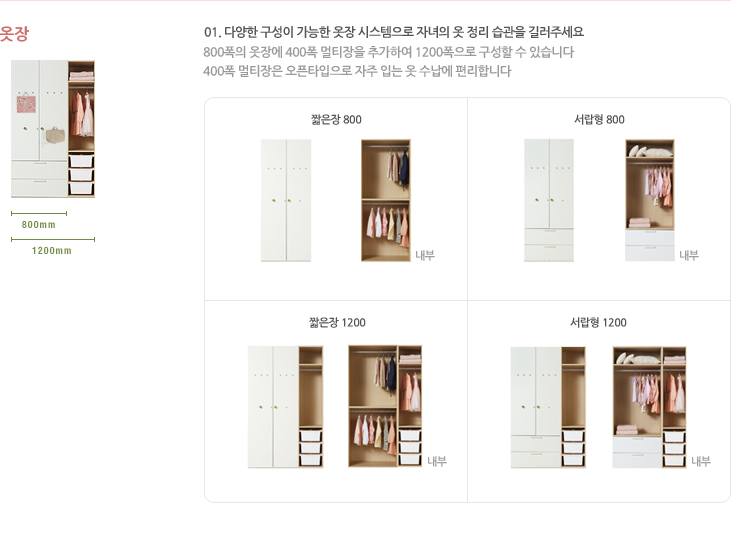 옷장
01. 다양한 구성이 가능한 옷장 시스템으로 자녀의 옷 정리 습관을 길러주세요
800폭의 옷장에 400폭 멀티장을 추가하여 1200폭으로 구성할 수 있습니다
400폭 멀티장은 오픈타입으로 자주 입는 옷 수납에 편리합니다
800mm
1200mm
짧은장 800
내부
서랍형 800
내부
짧은장 1200
내부
서랍형 1200
내부